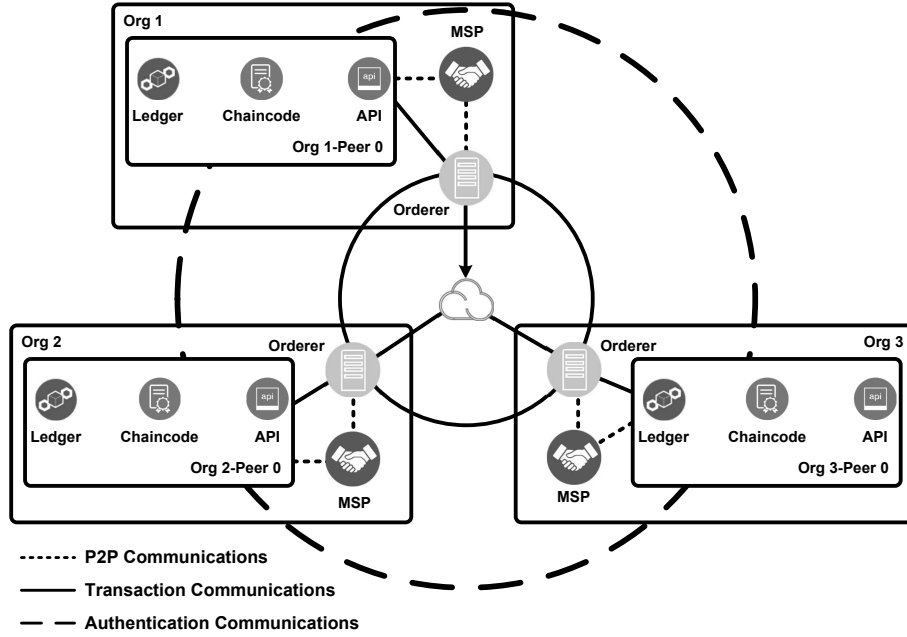 Org 1
MSP
api
Ledger
Chaincode
API
Org 1-Peer 0
Orderer
Org 2
Orderer
api
Ledger
Chaincode
API
Org 2-Peer 0
MSP
Orderer
Org 3
api
Ledger
Chaincode
API
Org 3-Peer 0
MSP
P2P Communications
Transaction Communications
Authentication Communications